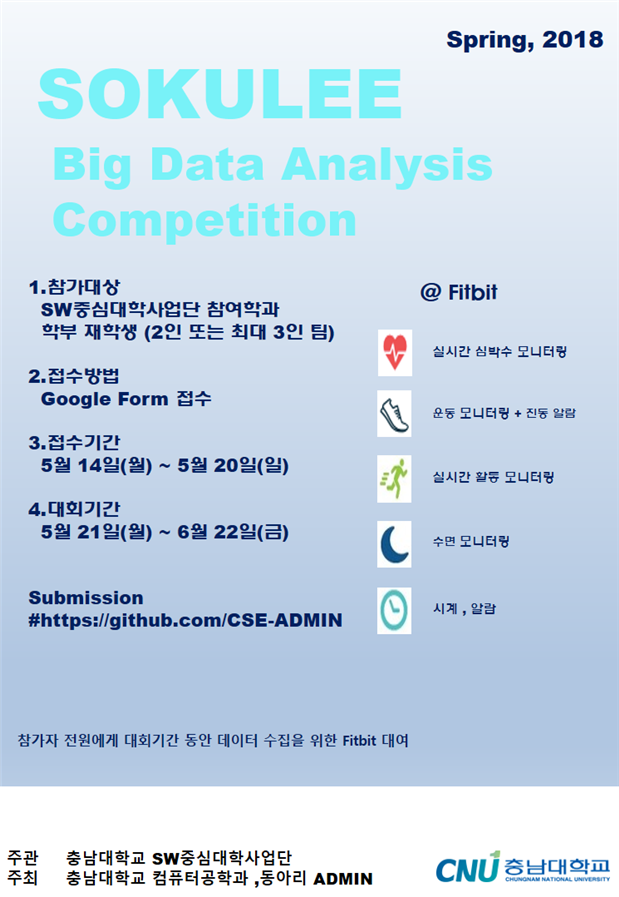 Spring, 2018
SOKULEE
Big Data Analysis
Competition
1.참가대상
SW중심대학사업단 참여학과
학부 재학생 (2인 또는 최대 3인 팀)
2.접수방법
Google Form 접수
3.접수기간
5월 14일(월) ~ 5월 20일(일)
4.대회기간
5월 21일(월) ~ 6월 22일(금)
Submission
#https://github.com/CSE-ADMIN
@ Fitbit
실시간 심박수 모니터링
운동 모니터링 + 진동 알람
실시간 활동 모니터링
수면 모니터링
시계 , 알람
참가자 전원에게 대회기간 동안 데이터 수집을 위한 Fitbit 대여
주관 충남대학교 SW중심대학사업단
주최 충남대학교 컴퓨터공학과 ,동아리 ADMIN
CNU 충남대학교
CHUNGNAM NATIONAL UNIVERSITY